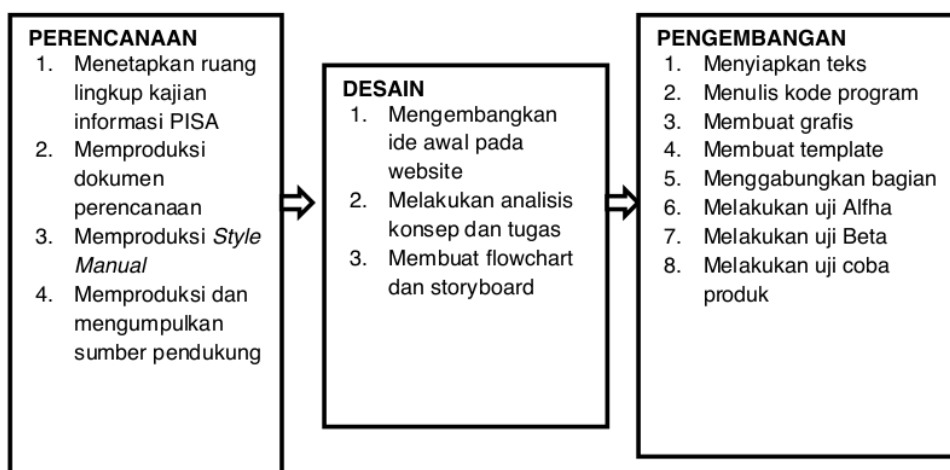 PERENCANAAN
1. Menetapkan ruang
lingkup kajian
informasi PISA
2. Memproduksi
dokumen
perencanaan
3. Memproduksi Style
Manual
4. Memproduksi dan
mengumpulkan
sumber pendukung
DESAIN
1. Mengembangkan
ide awal pada
website
2. Melakukan analisis
konsep dan tugas
3. Membuat flowchart
dan storyboard
PENGEMBANGAN
1. Menyiapkan teks
2. Menulis kode program
3. Membuat grafis
4. Membuat template
5. Menggabungkan bagian
6. Melakukan uji Alfha
7. Melakukan uji Beta
8. Melakukan uji coba
produk